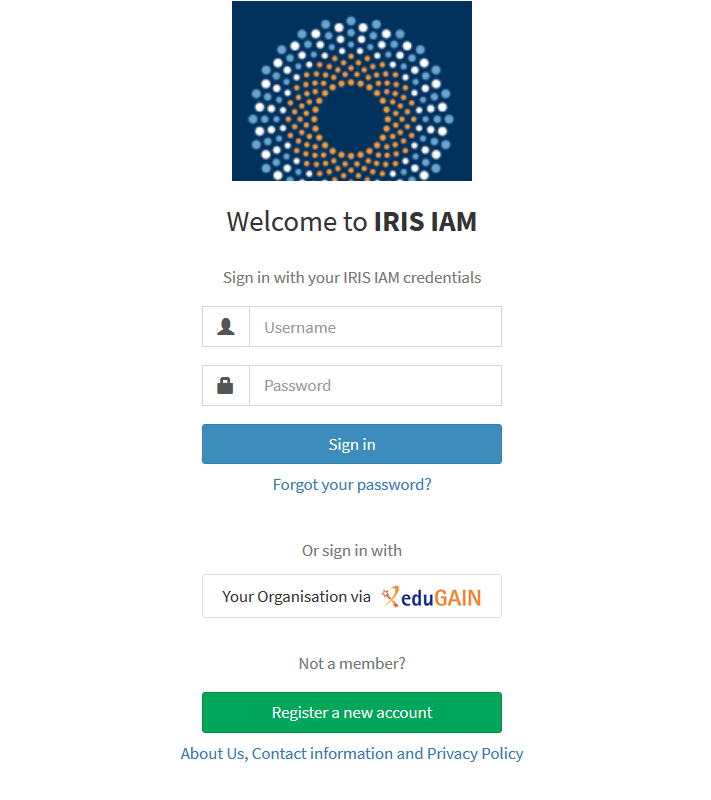 Welcome to IRIS IAM
Sign in with your IRIS IAM credentials
Username
Password
Sign in
Forgot your password?
Or sign in with
Your Organisation via eduGAIN
Not a member?
Register a new account
About Us, Contact information and Privacy Policy